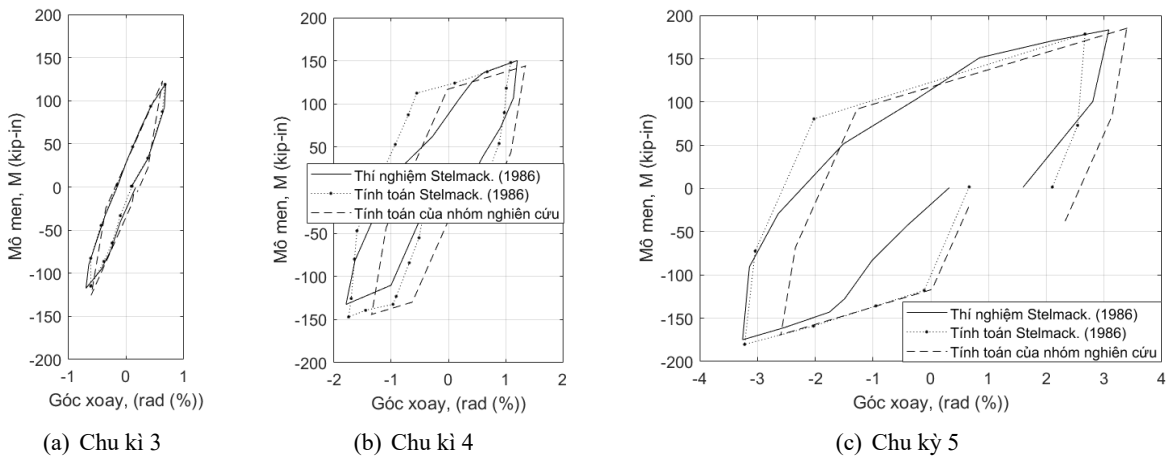 200
150
100
50
0
-50
-100
-150
-200
-1
0
1
Mô men, M (kip-in)
Góc xoay, (rad (%))
(a) Chu kì 3
200
150
100
50
-50
-100
-150
-200
-2
-1
0
1
2
Mô men, M (kip-in)
Thí nghiệm Stelmack. (1986)
Tính toán Stelmack. (1986)
Tính toán của nhóm nghiên cứu
Góc xoay, (rad (%))
(b) Chu kì 4
200
150
100
50
0
-50
-100
-150
-200
-4
-3
-2
-1
0
1
2
3
4
Mô men, M (kip-in)
Thí nghiệm Stelmack. (1986)
Tính toán Stelmack. (1986)
Tính toán của nhóm nghiên cứu
Góc xoay, (rad (%))
(c) Chu kỳ 5